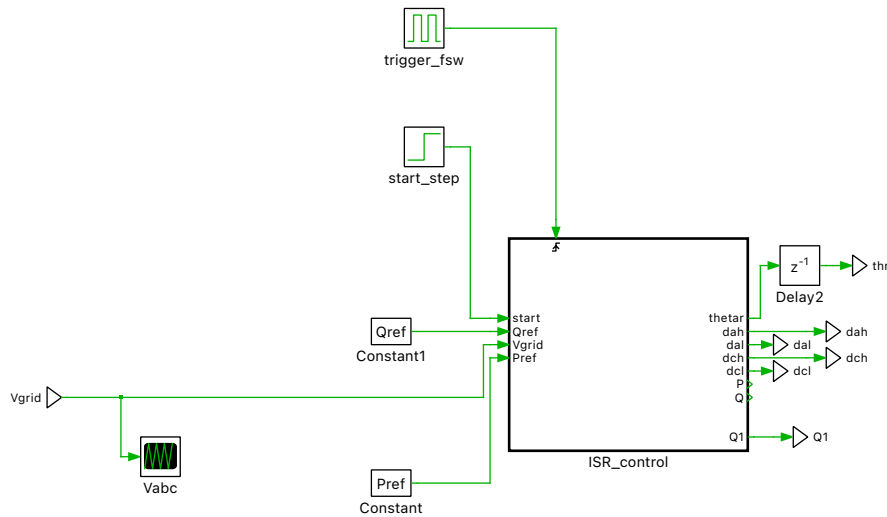 trigger_fsw
start_step
z-1
thr
Delay2
start
thetar
Qref
Qref
dah
dah
Constant1
Vgrid
dal
dal
Pref
dch
dch
dcl
dcl
P
Vgrid
Q
Q1
Q1
ISR_control
Vabc
Pref
Constant